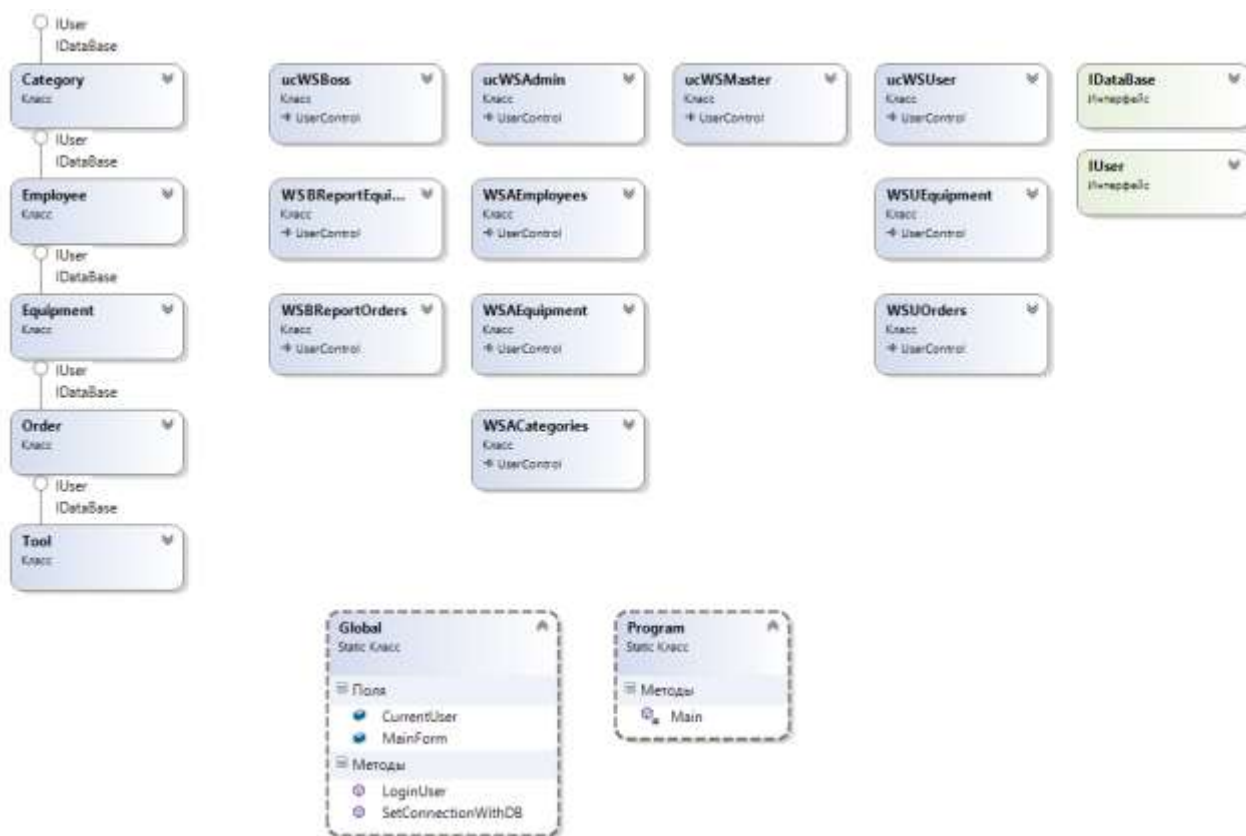 IUser
IDataBase
Category
Класс
IUser
IDataBase
Employee
Класс
IUser
IDataBase
Equipment
Класс
IUser
IDataBase
Order
Класс
IUser
IDataBase
Tool
Класс
ucWSBoss
Класс
UserControl
WSBReportEqui...
Класс
UserControl
WSBReportOrders
Класс
UserControl
ucWSAdmin
Класс
UserControl
WSAEmployees
Класс
UserControl
WSAEquipment
Класс
UserControl
WSACategories
Класс
UserControl
ucWSMaster
Класс
UserControl
ucWSUser
Класс
UserControl
WSUEquipment
Класс
UserControl
WSUOrders
Класс
UserControl
IDataBase
Интерфейс
IUser
Интерфейс
Global
Static Класс
Поля
CurrentUser
MainForm
Методы
LoginUser
SetConnectionWithDB
Program
Static Класс
Методы
Main